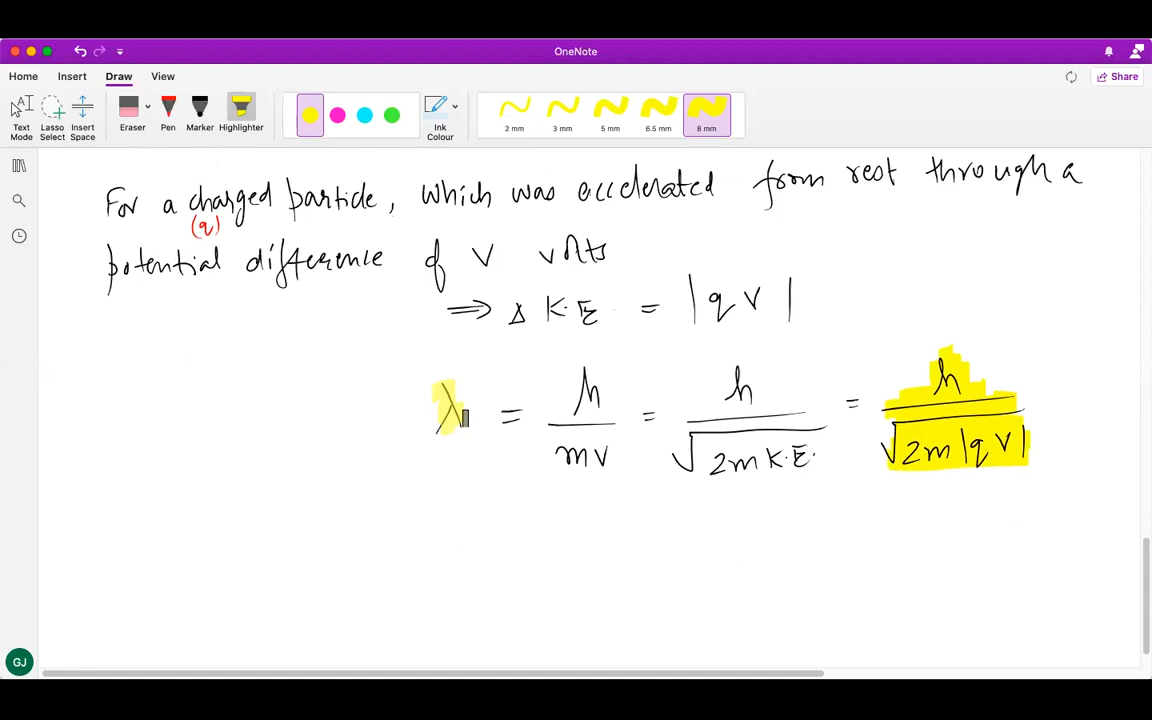 OneNote
Home Insert Draw View Share
Text Mode Lasso Select Insert Space Eraser Pen Marker Highlighter Ink Colour 2 mm 3 mm 5 mm 6.5 mm 8 mm
For a charged particle, which was accelerated from rest through a
(q)
potential difference of V volts
⇒ Δ K.E. = |qV|
λ = h/mv = h/√2m K.E. = h/√2m|qV|
GJ